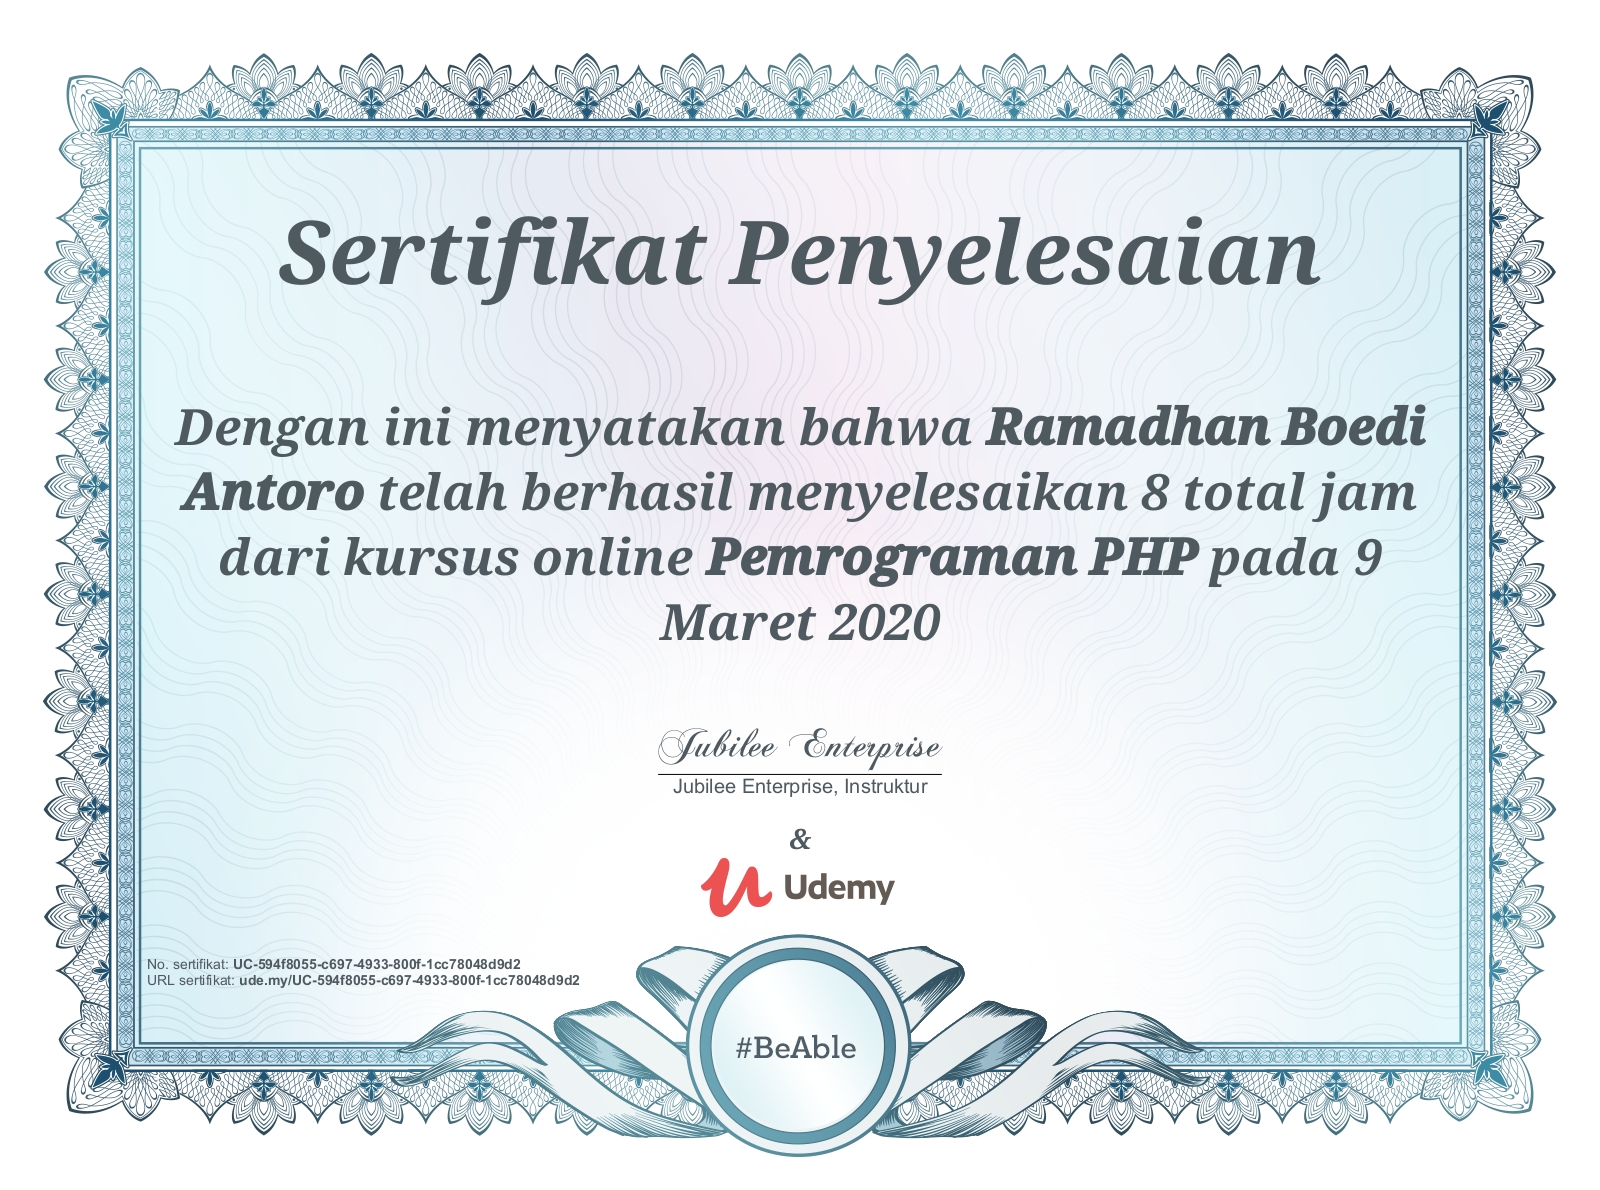 Sertifikat Penyelesaian
Dengan ini menyatakan bahwa Ramadhan Boedi
Antoro telah berhasil menyelesaikan 8 total jam
dari kursus online Pemrograman PHP pada 9
Maret 2020
Jubilee Enterprise
Jubilee Enterprise, Instruktur
&
Udemy
No. sertifikat: UC-594f8055-c697-4933-800f-1cc78048d9d2
URL sertifikat: ude.my/UC-594f8055-c697-4933-800f-1cc78048d9d2
#BeAble